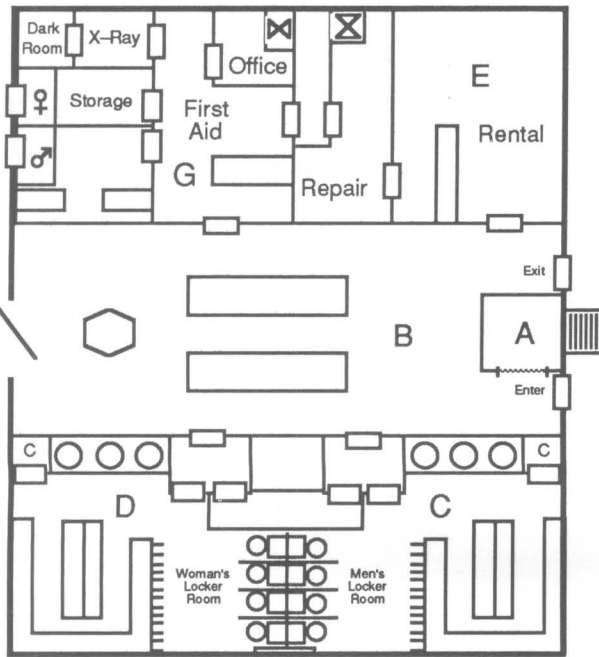 Dark
Room
X–Ray
Office
E
♀
Storage
First
Aid
Rental
♂
G
Repair
Exit
B
A
Enter
C
C
D
C
Woman's
Locker
Room
Men's
Locker
Room